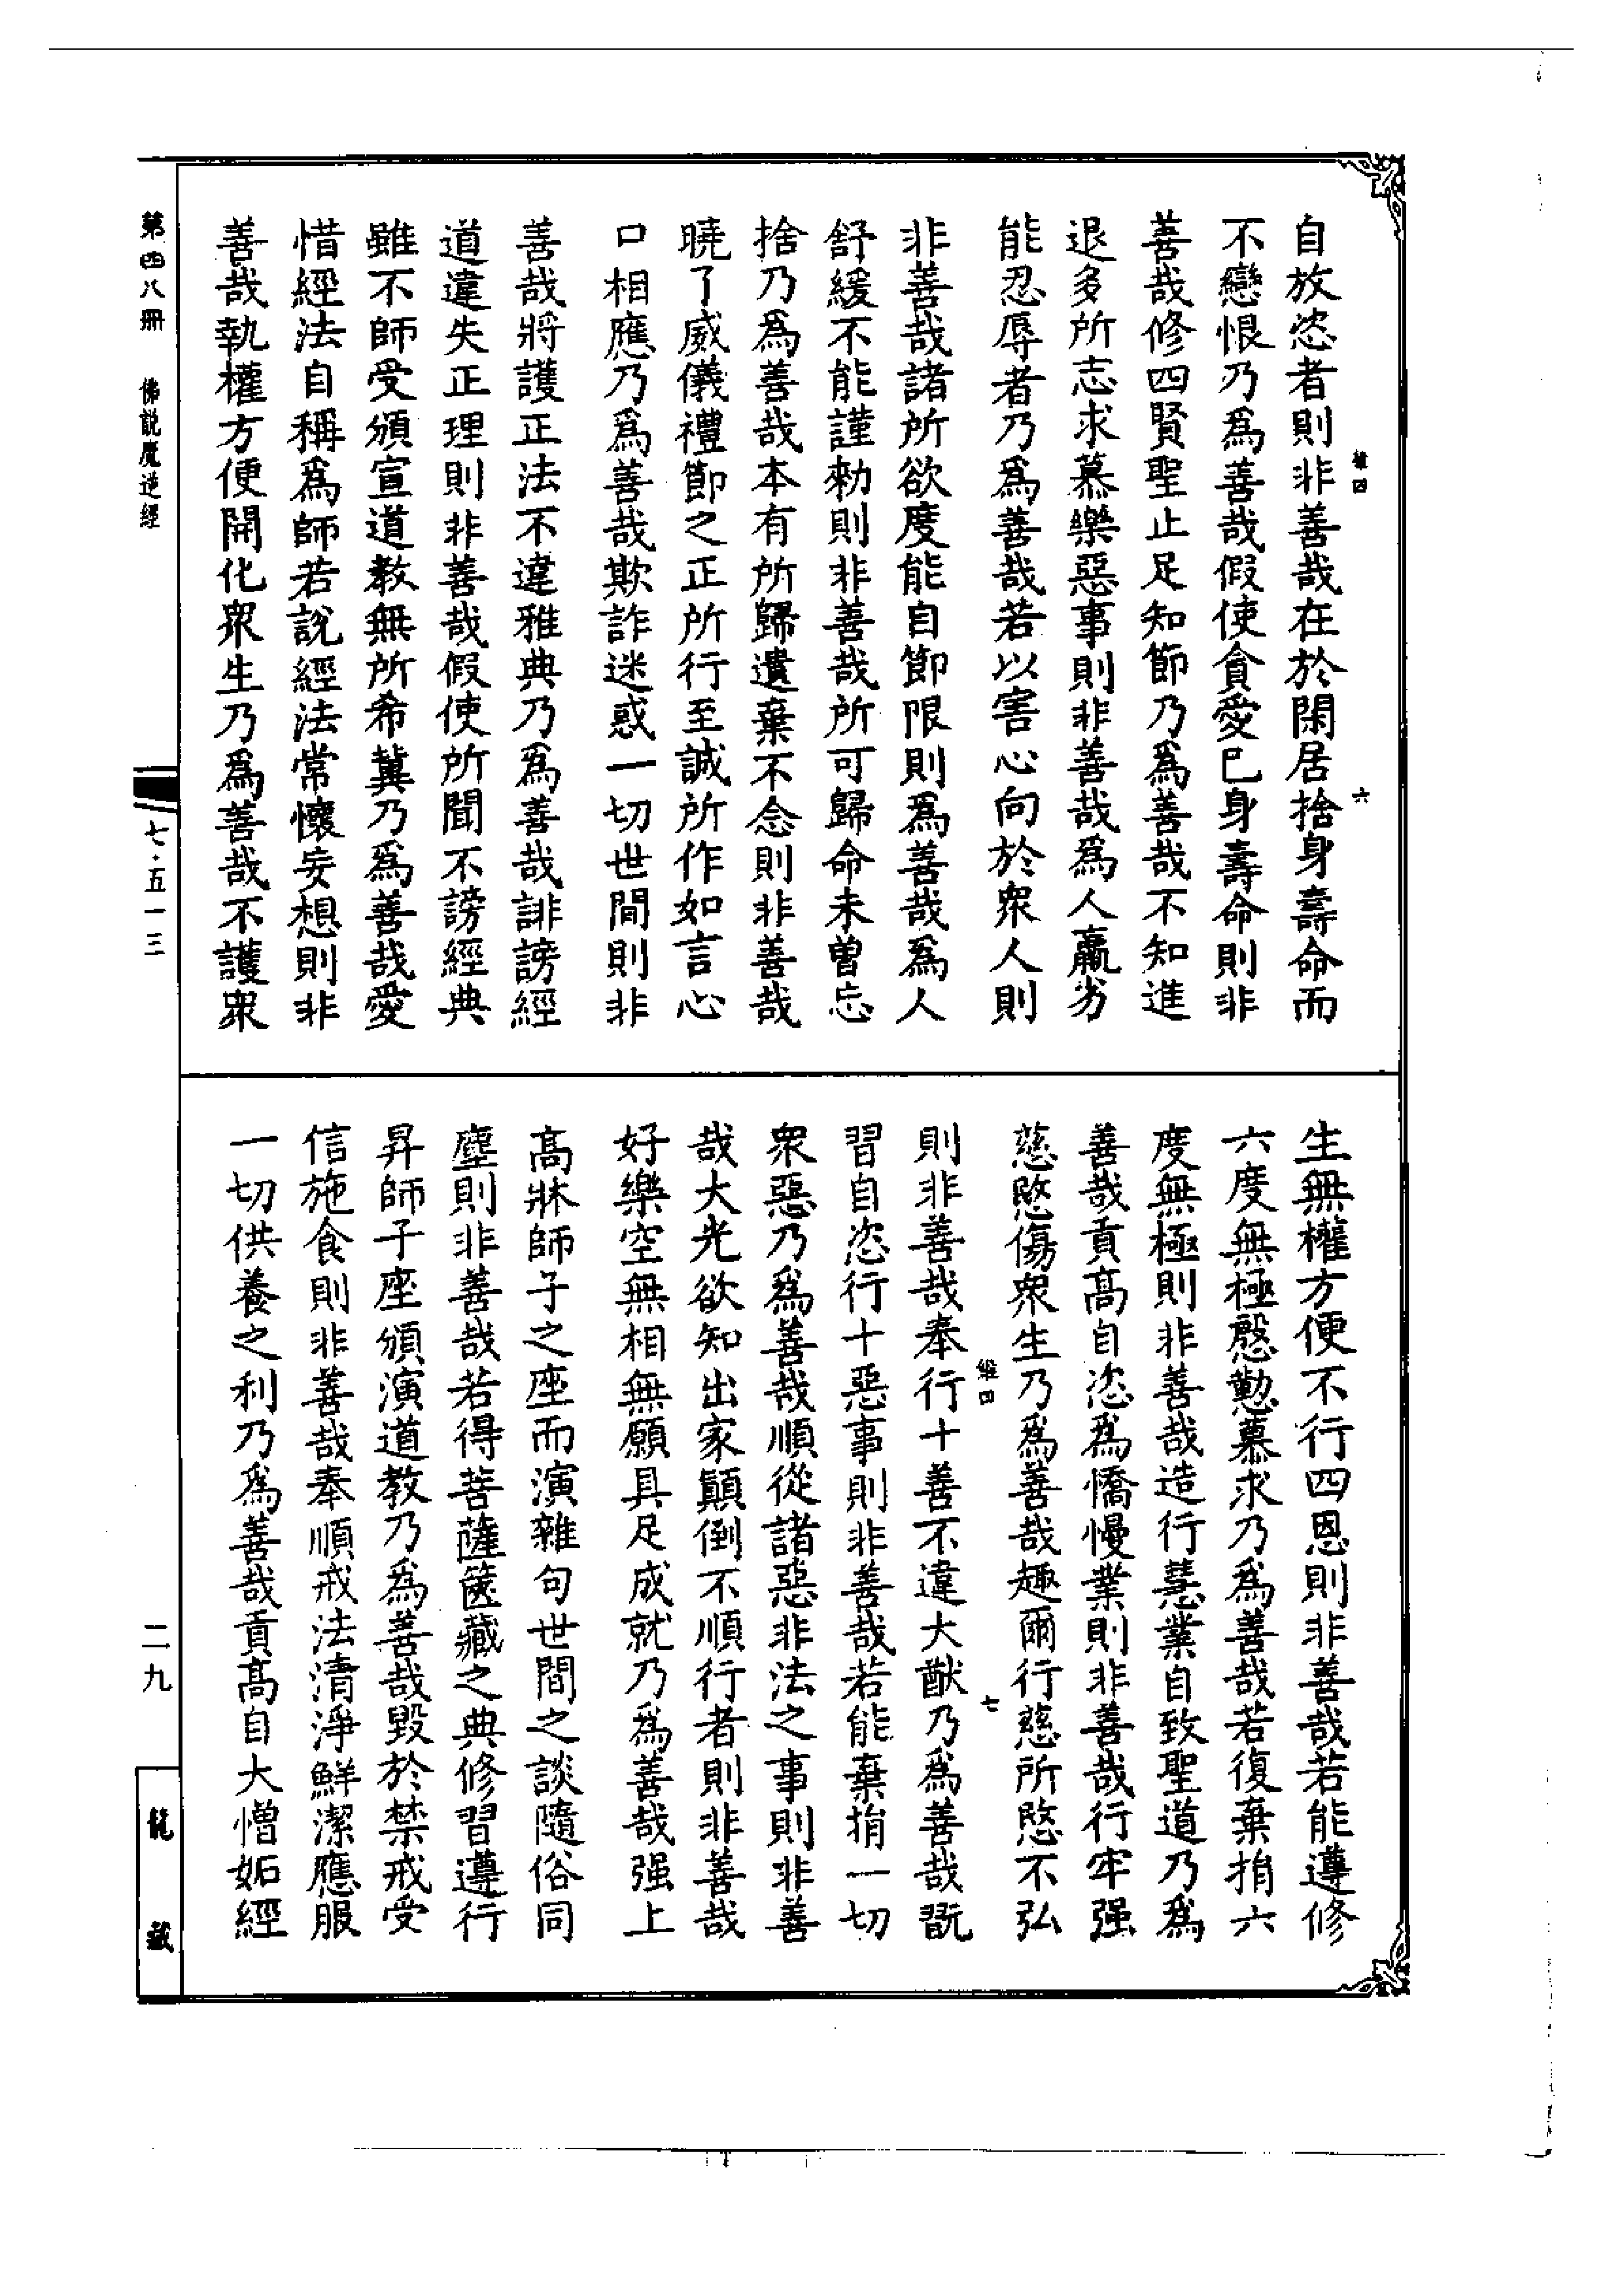 自放恣者則非善哉在於閑居捨身壽命而
不戀恨乃爲善哉假使貪愛已身壽命則非
善哉修四賢聖止足知節乃爲善哉不知進
退多所志求慕樂惡事則非善哉爲人羸劣
能忍辱者乃爲善哉若以害心向於衆人則
非善哉諸所欲度能自節限則爲善哉爲人
舒緩不能謹勑則非善哉所可歸命未曾忘
捨乃爲善哉本有所歸遺棄不念則非善哉
曉了威儀禮節之正所行至誠所作如言心
口相應乃爲善哉欺詐迷惑一切世間則非
善哉將護正法不違雅典乃爲善哉誹謗經
道違失正理則非善哉假使所聞不謗經典
雖不師受頒宣道教無所希冀乃爲善哉愛
惜經法自稱爲師若說經法常懷妄想則非
善哉執權方便開化衆生乃爲善哉不護衆
生無權方便不行四恩則非善哉若能遵修
六度無極慇懃慕求乃爲善哉若復棄捐六
度無極則非善哉造行慧業自致聖道乃爲
善哉貢高自恣爲憍慢業則非善哉行牢强
慈愍傷衆生乃爲善哉趣爾行慈所愍不弘
則非善哉奉行十善不違大猷乃爲善哉翫
習自恣行十惡事則非善哉若能棄捐一切
衆惡乃爲善哉順從諸惡非法之事則非善
哉大光欲知出家顚倒不順行者則非善哉
好樂空無相無願具足成就乃爲善哉强上
高牀師子之座而演雜句世間之談隨俗同
塵則非善哉若得菩薩篋藏之典修習遵行
昇師子座頒演道教乃爲善哉毀於禁戒受
信施食則非善哉奉順戒法清淨鮮潔應服
一切供養之利乃爲善哉貢高自大憎妬經
維四
六
維四
七
第四八冊
佛說魔逆經
七·五一三
二九
龍藏